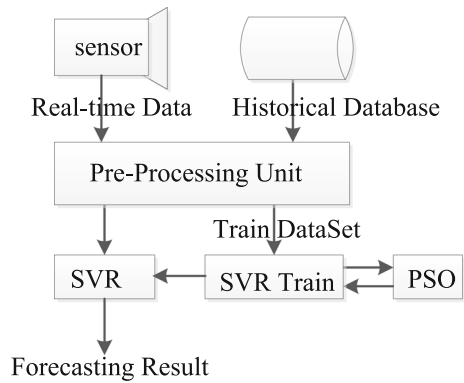 sensor
Real-time Data
Historical Database
Pre-Processing Unit
Train DataSet
SVR
SVR Train
PSO
Forecasting Result